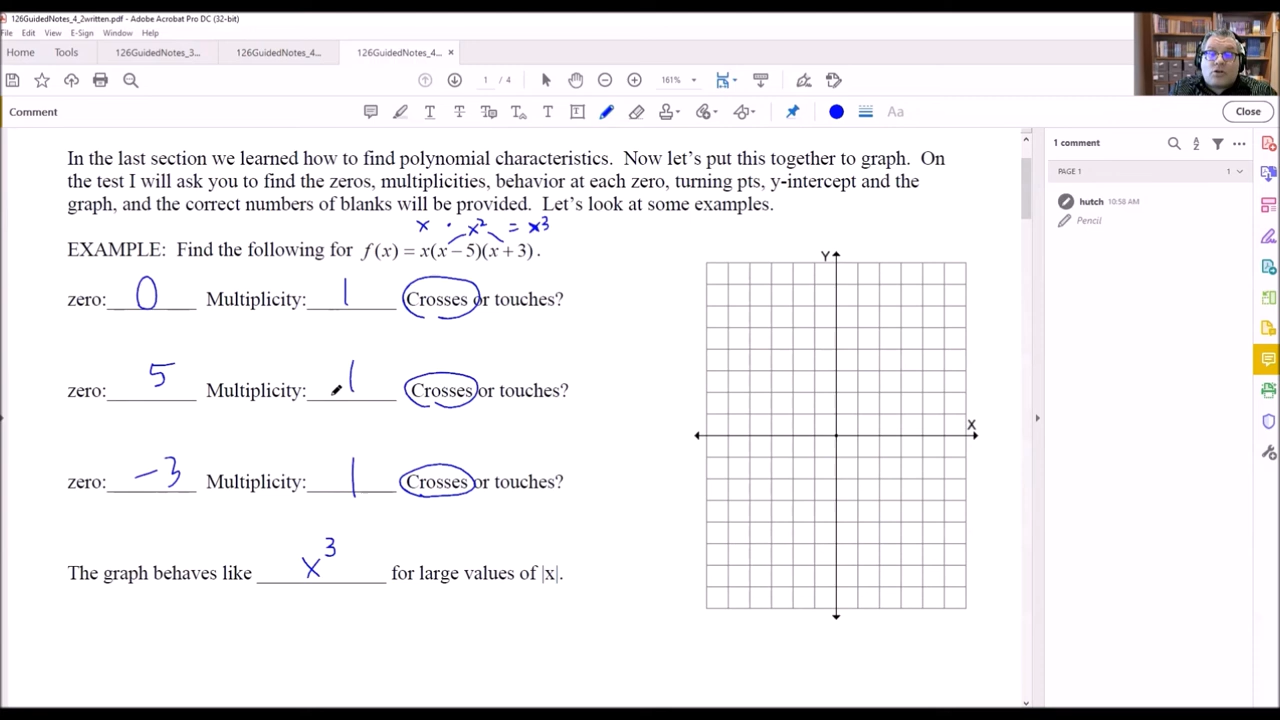 126GuidedNotes_4_2written.pdf - Adobe Acrobat Pro DC (32-bit)
File Edit View E-Sign Window Help
Home Tools 126GuidedNotes_3... 126GuidedNotes_4... 126GuidedNotes_4... ×
1 / 4 161%
Comment Aa Close
In the last section we learned how to find polynomial characteristics. Now let's put this together to graph. On
the test I will ask you to find the zeros, multiplicities, behavior at each zero, turning pts, y-intercept and the
graph, and the correct numbers of blanks will be provided. Let's look at some examples.
x · x² = x³
EXAMPLE: Find the following for f(x) = x(x − 5)(x + 3).
zero: 0 Multiplicity: 1 Crosses or touches?
zero: 5 Multiplicity: 1 Crosses or touches?
zero: −3 Multiplicity: 1 Crosses or touches?
The graph behaves like x³ for large values of |x|.
Y
X
1 comment
PAGE 1 1
hutch 10:58 AM
Pencil